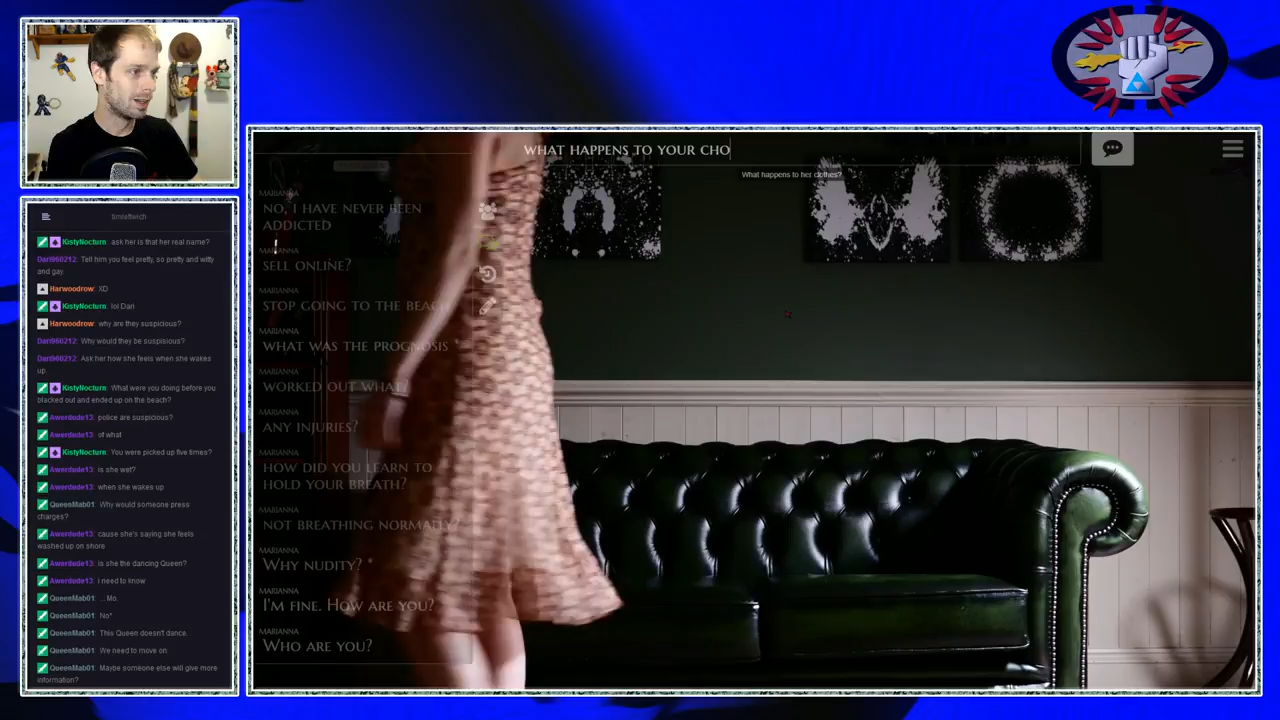 timieftwich
KistyNocturn: ask her is that her real name?
Dari960212: Tell him you feel pretty, so pretty and witty
and gay.
Harwoodrow: XD
KistyNocturn: lol Dari
Harwoodrow: why are they suspicious?
Dari960212: Why would they be suspicious?
Dari960212: Ask her how she feels when she wakes
up.
KistyNocturn: What were you doing before you
blacked out and ended up on the beach?
Awerdude13: police are suspicious?
Awerdude13: of what
KistyNocturn: You were picked up five times?
Awerdude13: is she wet?
Awerdude13: when she wakes up
QueenMab01: Why would someone press
charges?
Awerdude13: cause she's saying she feels
washed up on shore
Awerdude13: is she the dancing Queen?
Awerdude13: i need to know
QueenMab01: ... Mo.
QueenMab01: No*
QueenMab01: This Queen doesn't dance.
QueenMab01: We need to move on.
QueenMab01: Maybe someone else will give more
information?
WHAT HAPPENS TO YOUR CHO
What happens to her clothes?
MARIANNA
NO, I HAVE NEVER BEEN
ADDICTED
MARIANNA
SELL ONLINE?
MARIANNA
STOP GOING TO THE BEACH
MARIANNA
WHAT WAS THE PROGNOSIS *
MARIANNA
WORKED OUT WHAT?
MARIANNA
ANY INJURIES?
MARIANNA
HOW DID YOU LEARN TO
HOLD YOUR BREATH?
MARIANNA
NOT BREATHING NORMALLY?
MARIANNA
WHY NUDITY? *
MARIANNA
I'M FINE. HOW ARE YOU?
MARIANNA
WHO ARE YOU?